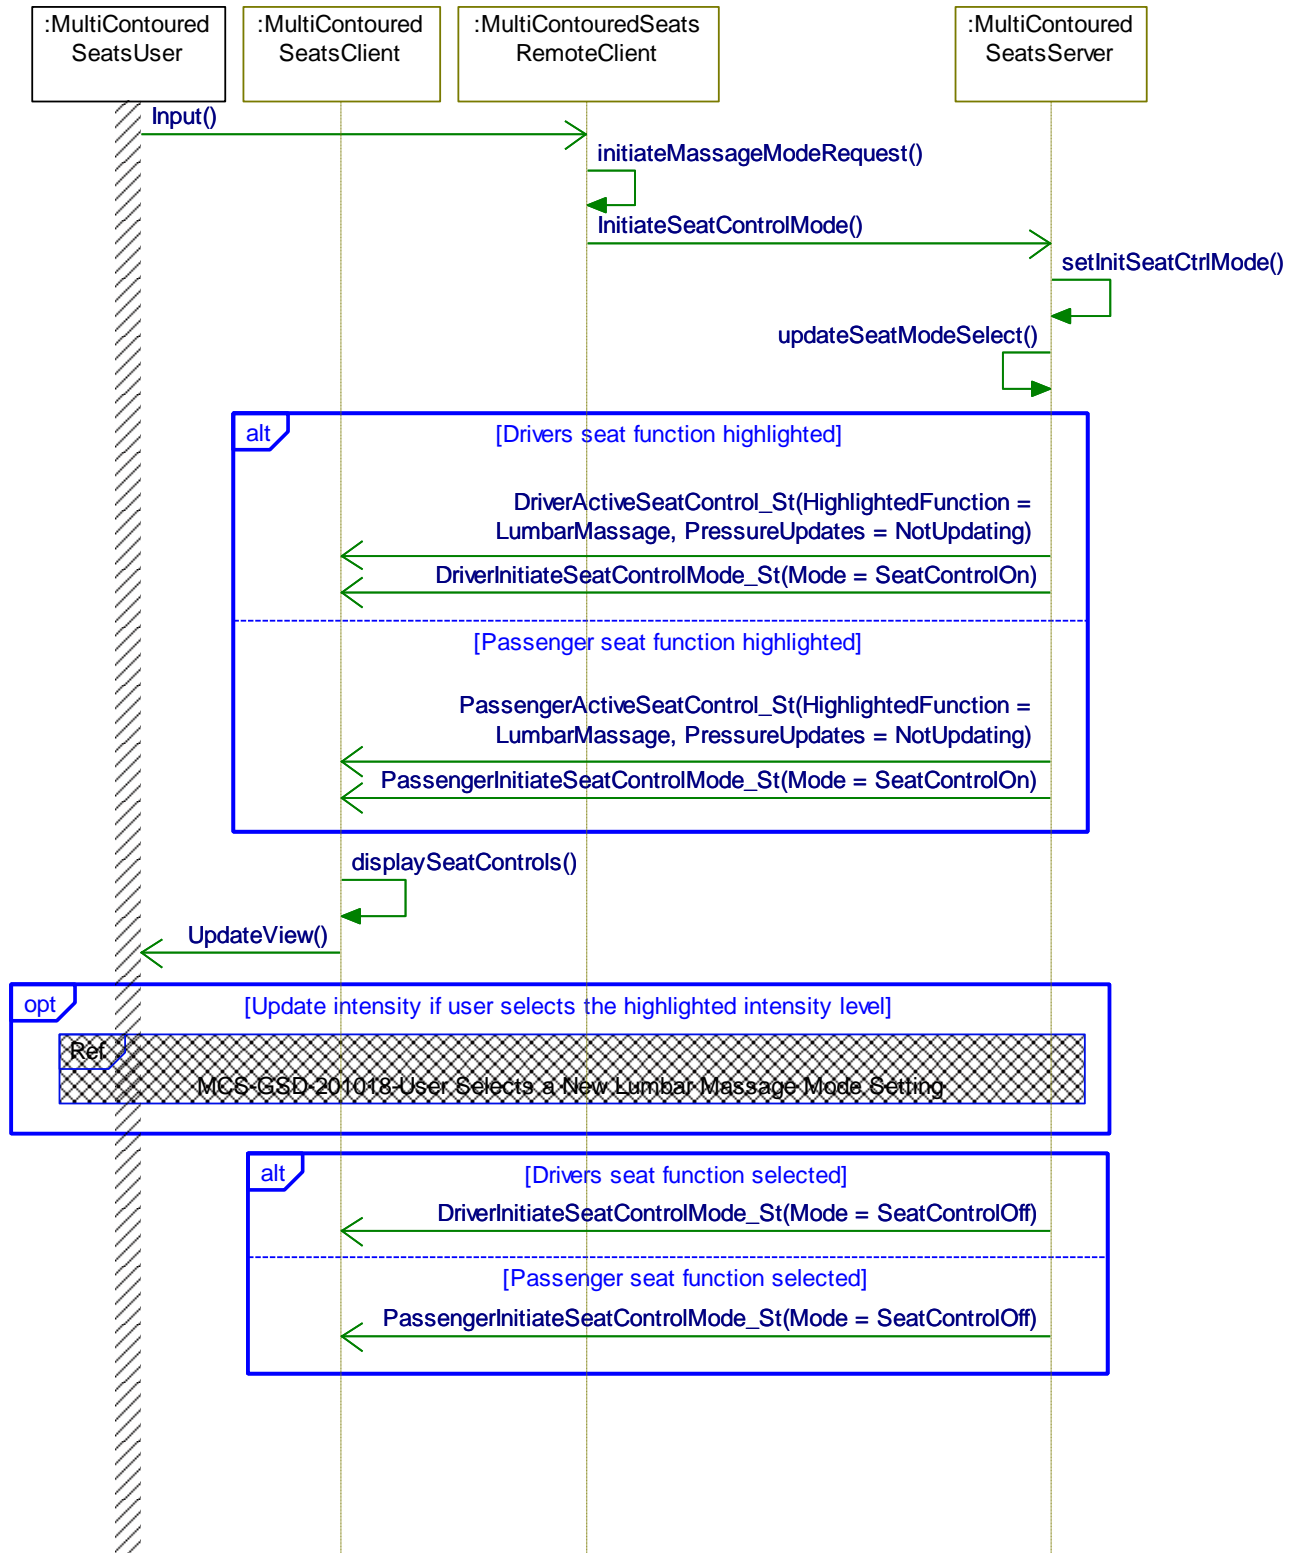 :MultiContoured
SeatsUser
:MultiContoured
SeatsClient
:MultiContouredSeats
RemoteClient
:MultiContoured
SeatsServer
Input()
initiateMassageModeRequest()
InitiateSeatControlMode()
setInitSeatCtrlMode()
updateSeatModeSelect()
alt
[Drivers seat function highlighted]
DriverActiveSeatControl_St(HighlightedFunction =
LumbarMassage, PressureUpdates = NotUpdating)
DriverInitiateSeatControlMode_St(Mode = SeatControlOn)
[Passenger seat function highlighted]
PassengerActiveSeatControl_St(HighlightedFunction =
LumbarMassage, PressureUpdates = NotUpdating)
PassengerInitiateSeatControlMode_St(Mode = SeatControlOn)
displaySeatControls()
UpdateView()
opt
[Update intensity if user selects the highlighted intensity level]
Ref
MCS-GSD-201018-User Selects a New Lumbar Massage Mode Setting
alt
[Drivers seat function selected]
DriverInitiateSeatControlMode_St(Mode = SeatControlOff)
[Passenger seat function selected]
PassengerInitiateSeatControlMode_St(Mode = SeatControlOff)